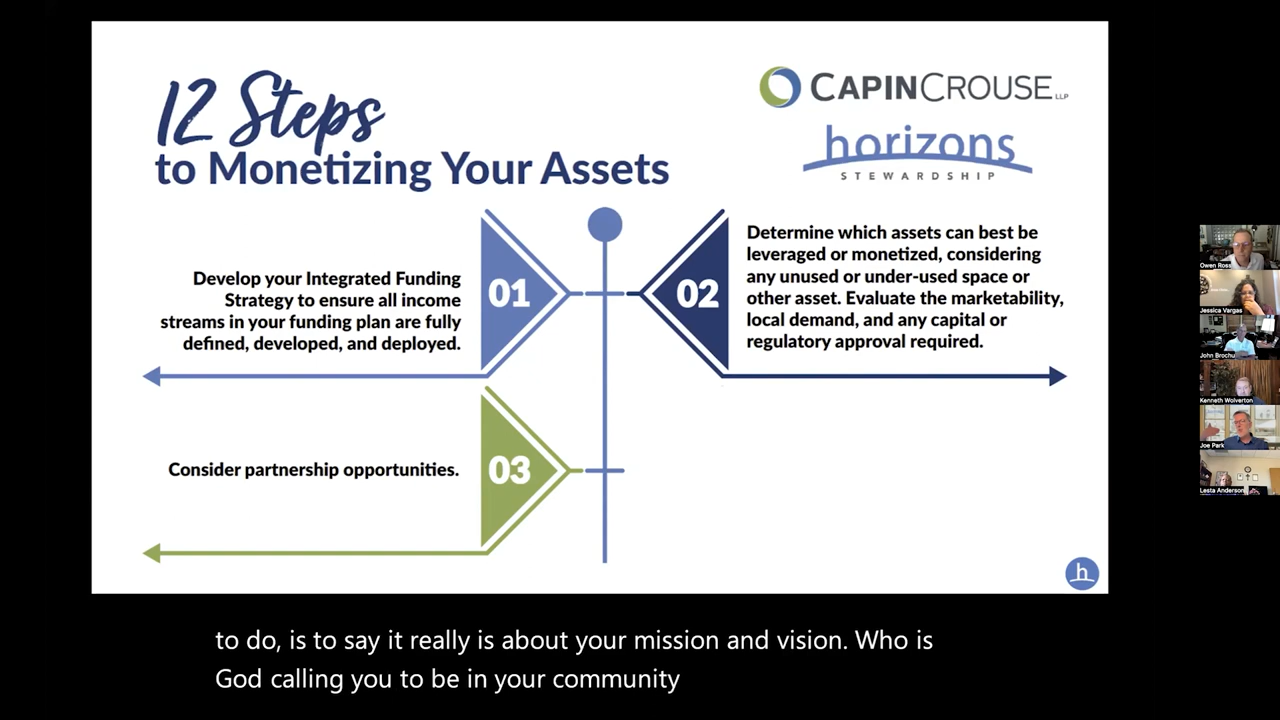 12 Steps
to Monetizing Your Assets
CAPINCROUSE LLP
horizons
STEWARDSHIP
Develop your Integrated Funding
Strategy to ensure all income
streams in your funding plan are fully
defined, developed, and deployed.
01
02
Determine which assets can best be
leveraged or monetized, considering
any unused or under-used space or
other asset. Evaluate the marketability,
local demand, and any capital or
regulatory approval required.
Consider partnership opportunities.
03
h
Owen Ross
Jessica Vargas
John Brochu
Kenneth Wolverton
Joe Park
Lesta Anderson
to do, is to say it really is about your mission and vision. Who is
God calling you to be in your community